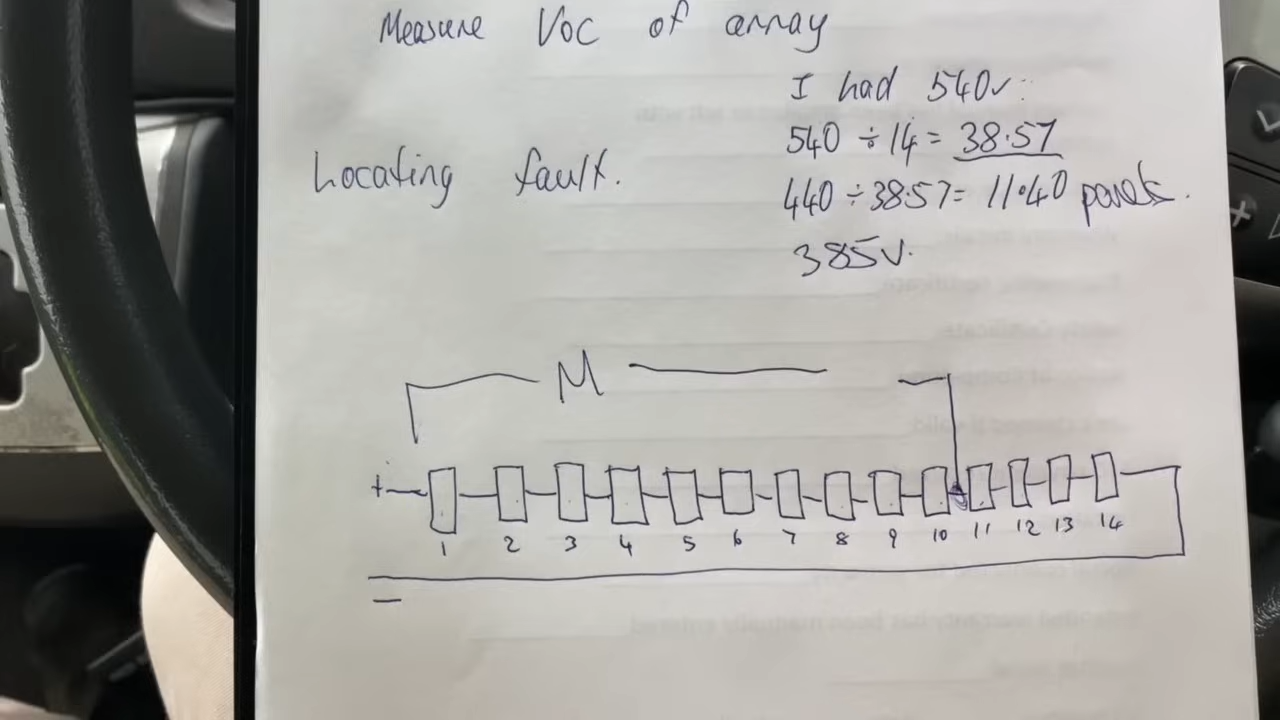 Measure Voc of array
I had 540v.
540 ÷ 14 = 38.57
Locating fault.
440 ÷ 38.57 = 11.40 panels.
385V.
M
+
1 2 3 4 5 6 7 8 9 10 11 12 13 14
−